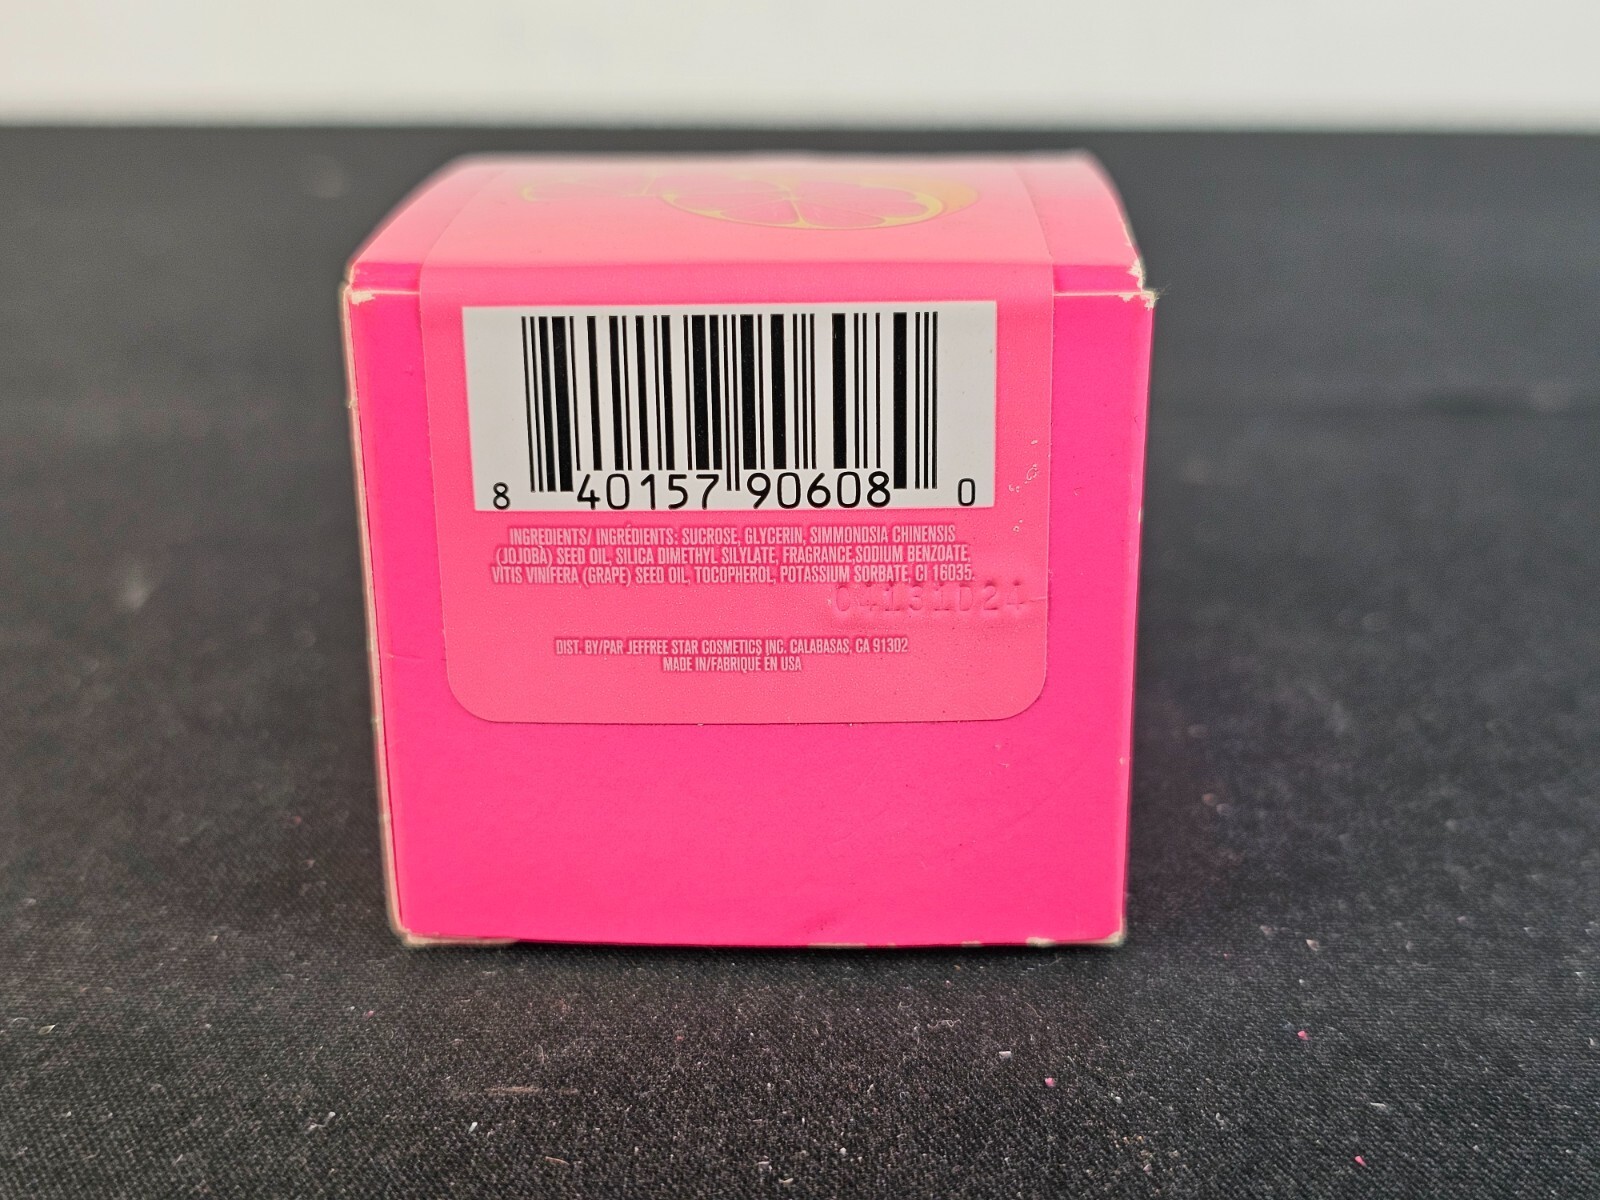 8 40157 90608 0
INGREDIENTS/ INGRÉDIENTS: SUCROSE, GLYCERIN, SIMMONDSIA CHINENSIS
(JOJOBA) SEED OIL, SILICA DIMETHYL SILYLATE, FRAGRANCE,SODIUM BENZOATE,
VITIS VINIFERA (GRAPE) SEED OIL, TOCOPHEROL, POTASSIUM SORBATE, CI 16035.
04131D24
DIST. BY/PAR JEFFREE STAR COSMETICS INC. CALABASAS, CA 91302
MADE IN/FABRIQUE EN USA